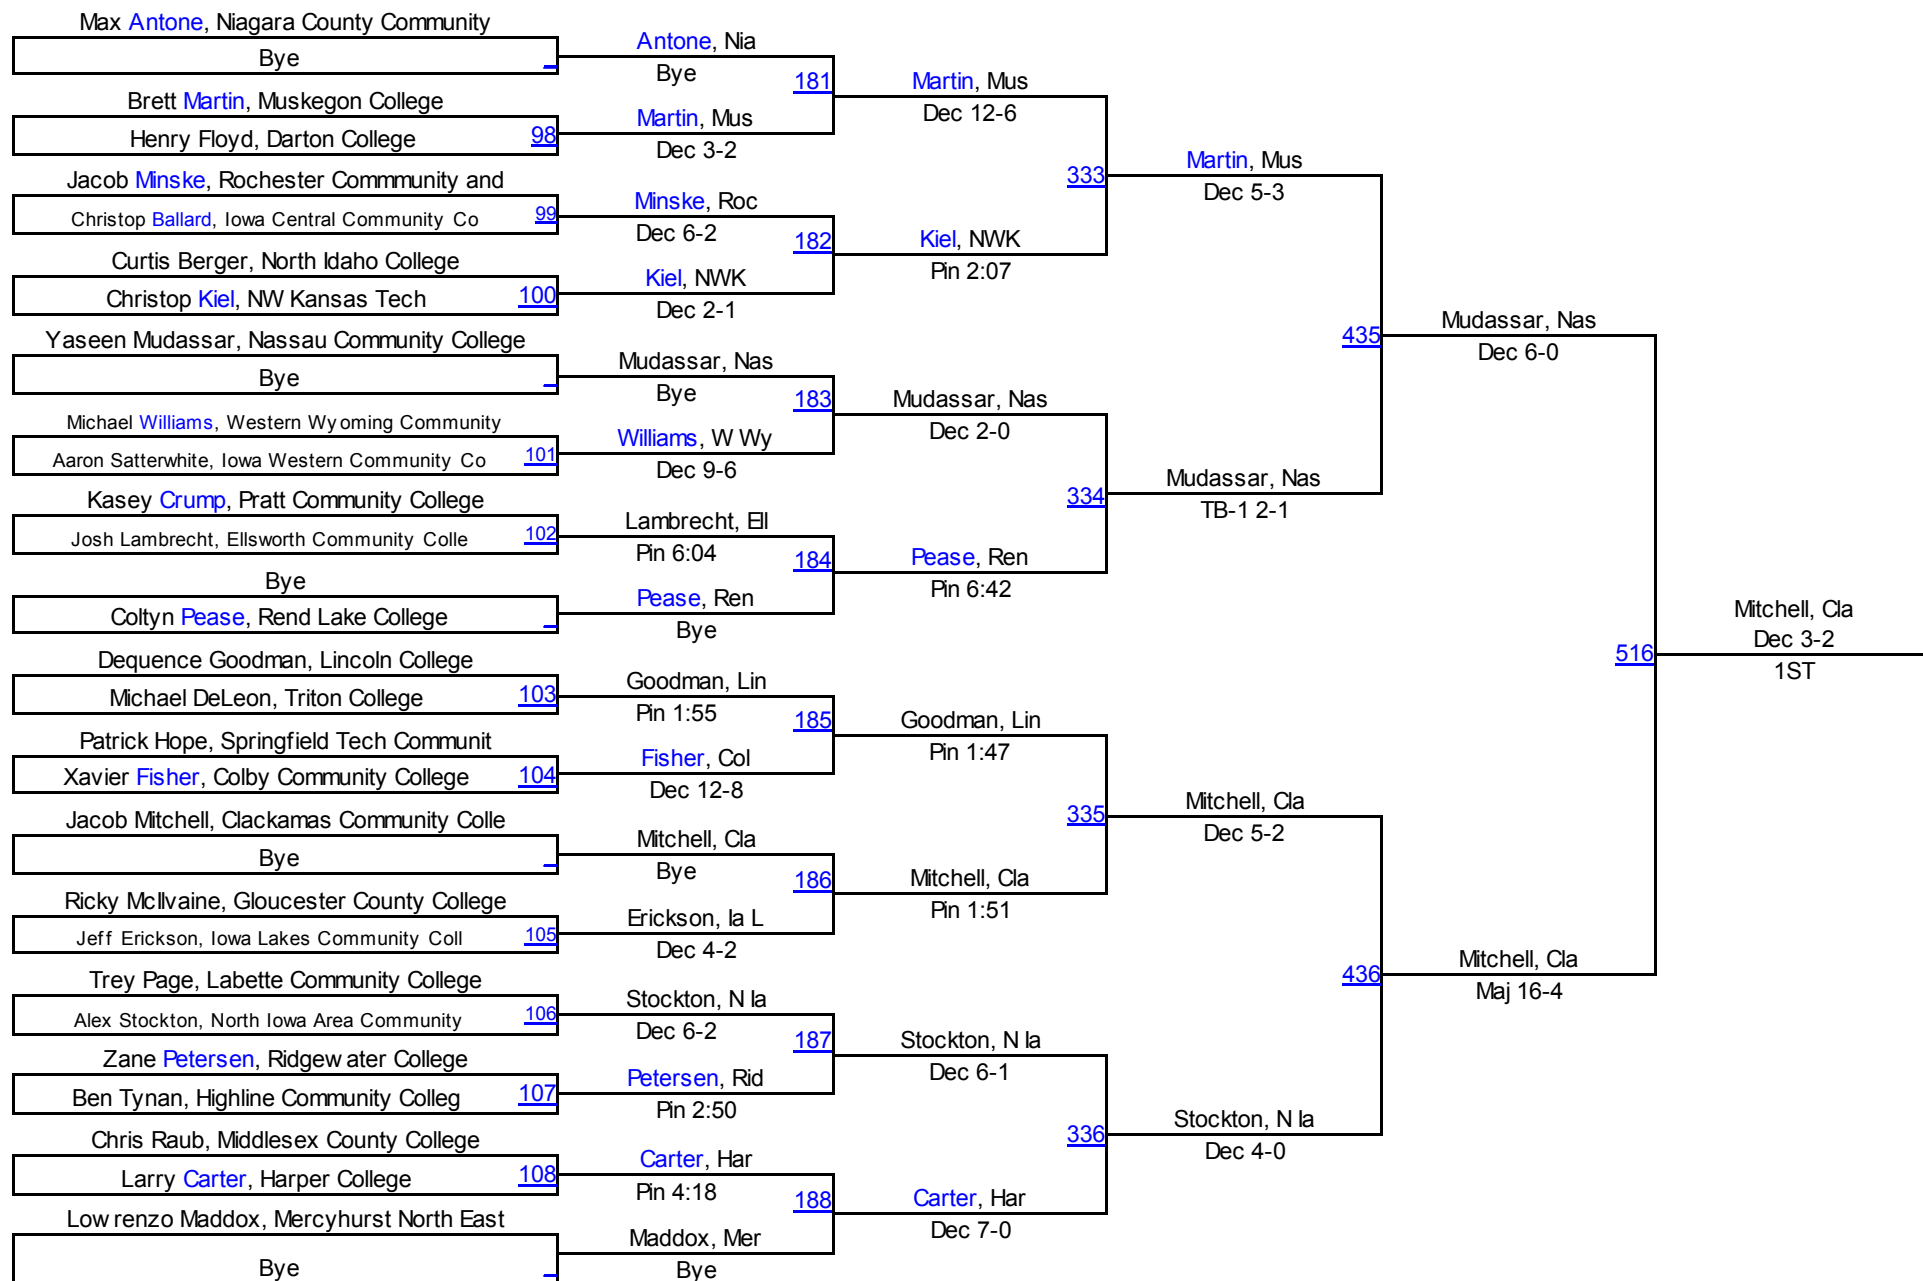 Max Antone, Niagara County Community
Bye
Brett Martin, Muskegon College
Henry Floyd, Darton College 98
Jacob Minske, Rochester Commmunity and
Christop Ballard, Iowa Central Community Co 99
Curtis Berger, North Idaho College
Christop Kiel, NW Kansas Tech 100
Yaseen Mudassar, Nassau Community College
Bye
Michael Williams, Western Wyoming Community
Aaron Satterwhite, Iowa Western Community Co 101
Kasey Crump, Pratt Community College
Josh Lambrecht, Ellsworth Community Colle 102
Bye
Coltyn Pease, Rend Lake College
Dequence Goodman, Lincoln College
Michael DeLeon, Triton College 103
Patrick Hope, Springfield Tech Communit
Xavier Fisher, Colby Community College 104
Jacob Mitchell, Clackamas Community Colle
Bye
Ricky McIlvaine, Gloucester County College
Jeff Erickson, Iowa Lakes Community Coll 105
Trey Page, Labette Community College
Alex Stockton, North Iowa Area Community 106
Zane Petersen, Ridgewater College
Ben Tynan, Highline Community Colleg 107
Chris Raub, Middlesex County College
Larry Carter, Harper College 108
Lowrenzo Maddox, Mercyhurst North East
Bye
Antone, Nia
Bye
181
Martin, Mus
Dec 3-2
Minske, Roc
Dec 6-2
182
Kiel, NWK
Dec 2-1
Mudassar, Nas
Bye
183
Williams, W Wy
Dec 9-6
Lambrecht, Ell
Pin 6:04
184
Pease, Ren
Bye
Goodman, Lin
Pin 1:55
185
Fisher, Col
Dec 12-8
Mitchell, Cla
Bye
186
Erickson, Ia L
Dec 4-2
Stockton, N Ia
Dec 6-2
187
Petersen, Rid
Pin 2:50
Carter, Har
Pin 4:18
188
Maddox, Mer
Bye
Martin, Mus
Dec 12-6
333
Kiel, NWK
Pin 2:07
Mudassar, Nas
Dec 2-0
334
Pease, Ren
Pin 6:42
Goodman, Lin
Pin 1:47
335
Mitchell, Cla
Pin 1:51
Stockton, N Ia
Dec 6-1
336
Carter, Har
Dec 7-0
Martin, Mus
Dec 5-3
435
Mudassar, Nas
TB-1 2-1
Mitchell, Cla
Dec 5-2
436
Stockton, N Ia
Dec 4-0
Mudassar, Nas
Dec 6-0
516
Mitchell, Cla
Maj 16-4
Mitchell, Cla
Dec 3-2
1ST